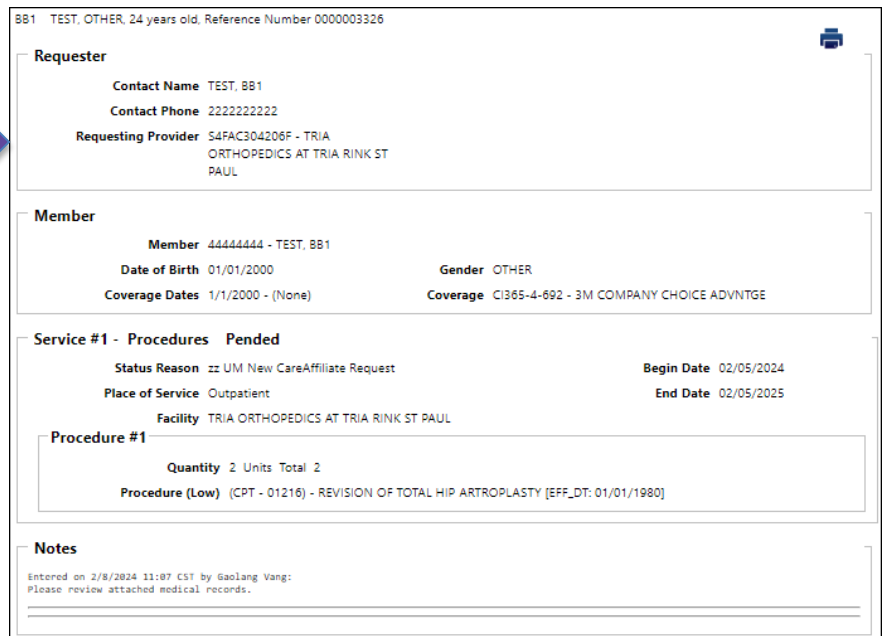 BB1 TEST, OTHER, 24 years old, Reference Number 0000003326
Requester
Contact Name TEST, BB1
Contact Phone 2222222222
Requesting Provider S4FAC304206F - TRIA
ORTHOPEDICS AT TRIA RINK ST
PAUL
Member
Member 44444444 - TEST, BB1
Date of Birth 01/01/2000 Gender OTHER
Coverage Dates 1/1/2000 - (None) Coverage CI365-4-692 - 3M COMPANY CHOICE ADVNTGE
Service #1 - Procedures Pended
Status Reason zz UM New CareAffiliate Request Begin Date 02/05/2024
Place of Service Outpatient End Date 02/05/2025
Facility TRIA ORTHOPEDICS AT TRIA RINK ST PAUL
Procedure #1
Quantity 2 Units Total 2
Procedure (Low) (CPT - 01216) - REVISION OF TOTAL HIP ARTROPLASTY [EFF_DT: 01/01/1980]
Notes
Entered on 2/8/2024 11:07 CST by Gaolang Vang:
Please review attached medical records.